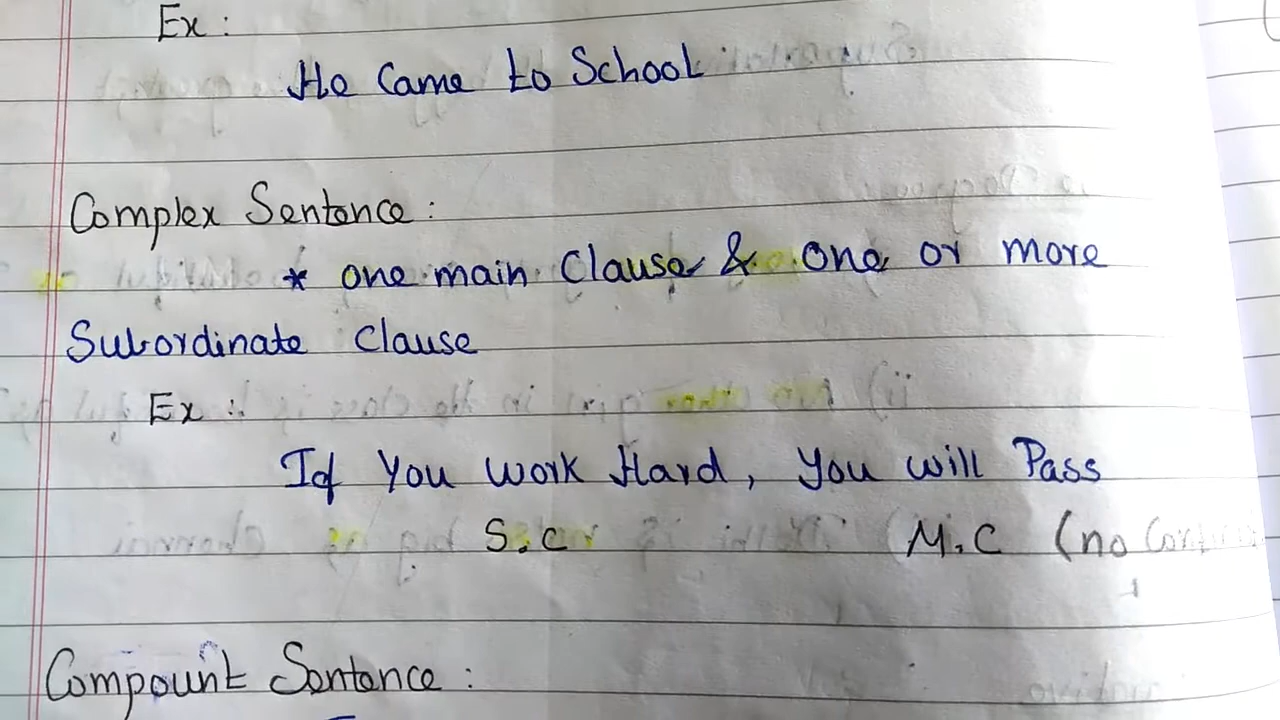 Ex :
He Came to School
Complex Sentence :
* one main Clause & one or more
Subordinate Clause
Ex :
If You Work Hard, You will Pass
S.C M.C (no
Compount Sentence :